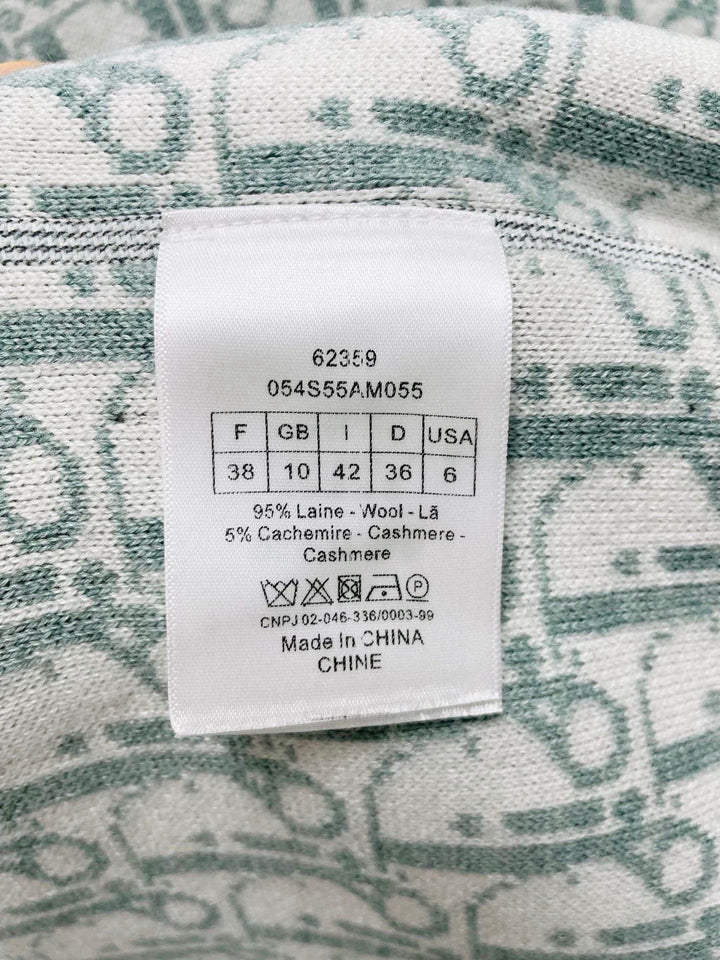 62359
054S55AM055
F GB I D USA
38 10 42 36 6
95% Laine - Wool - Lã
5% Cachemire - Cashmere -
Cashmere
P
CNPJ 02-046-336/0003-99
Made In CHINA
CHINE